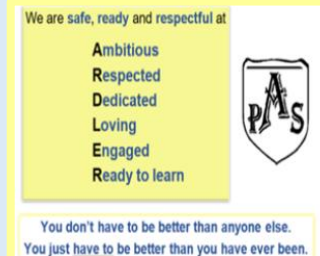 We are safe, ready and respectful at
Ambitious
Respected
Dedicated
Loving
Engaged
Ready to learn
PAS
You don't have to be better than anyone else.
You just have to be better than you have ever been.